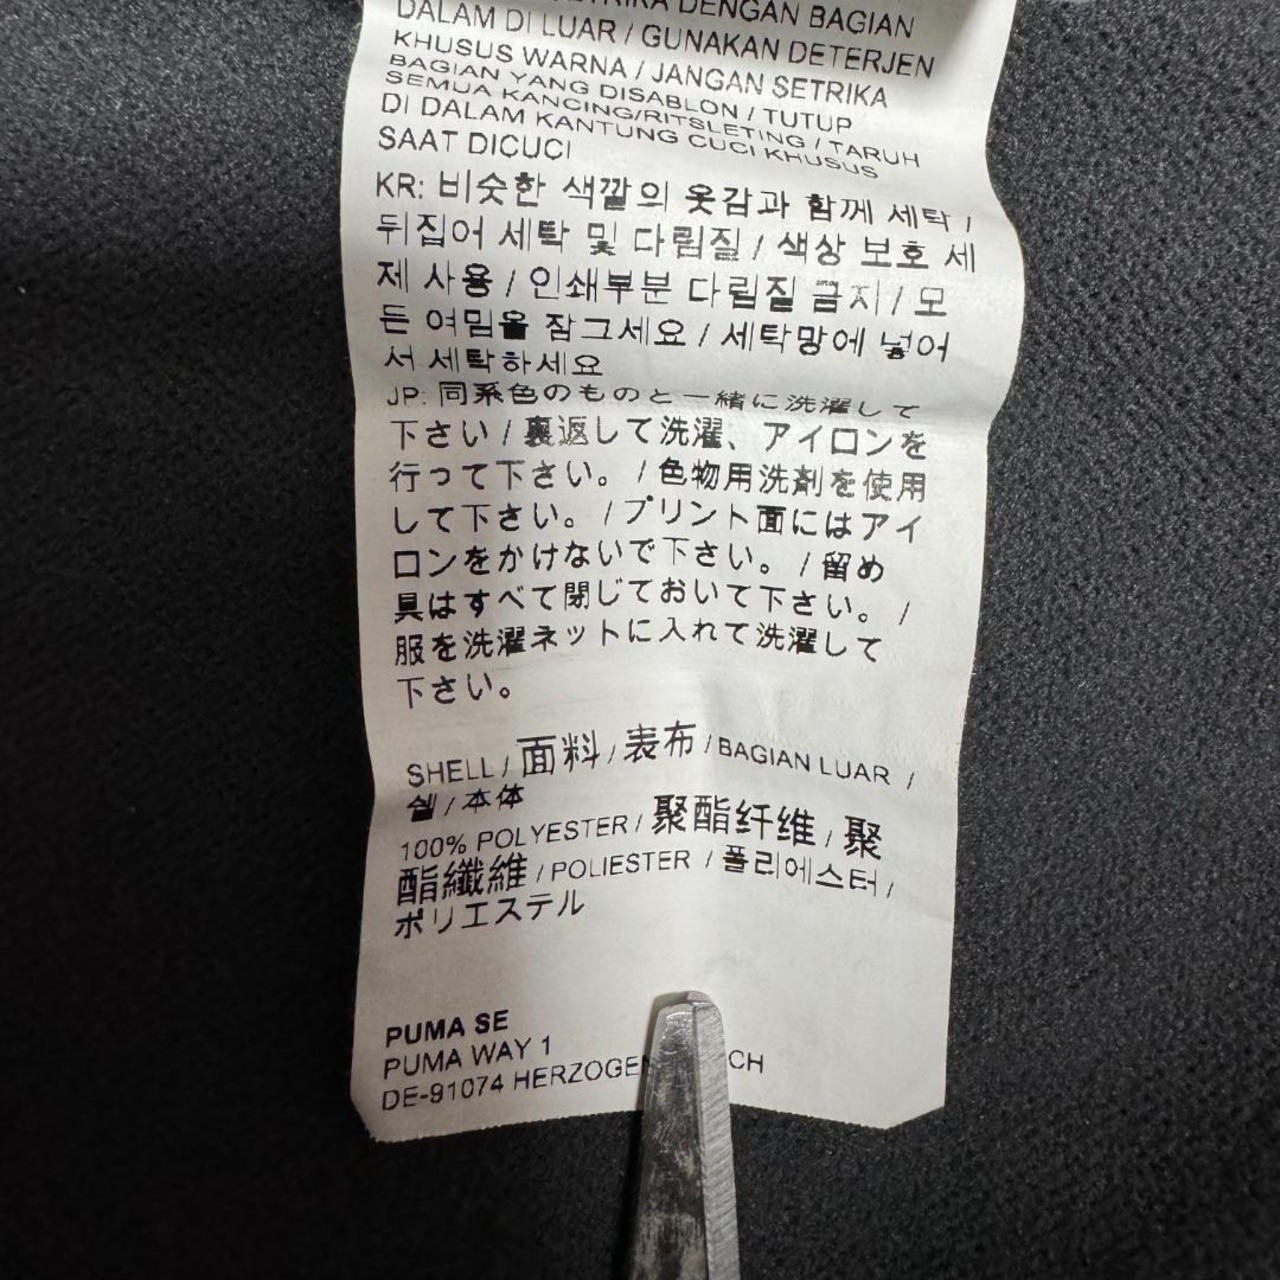 DENGAN BAGIAN
DALAM DI LUAR / GUNAKAN DETERJEN
KHUSUS WARNA / JANGAN SETRIKA
BAGIAN YANG DISABLON / TUTUP
SEMUA KANCING/RITSLETING / TARUH
DI DALAM KANTUNG CUCI KHUSUS
SAAT DICUCI
KR: 비슷한 색깔의 옷감과 함께 세탁 /
뒤집어 세탁 및 다림질 / 색상 보호 세
제 사용 / 인쇄부분 다림질 금지 / 모
든 여밈을 잠그세요 / 세탁망에 넣어
서 세탁하세요
JP: 同系色のものと一緒に洗濯して
下さい / 裏返して洗濯、アイロンを
行って下さい。 / 色物用洗剤を使用
して下さい。 / プリント面にはアイ
ロンをかけないで下さい。 / 留め
具はすべて閉じておいて下さい。 /
服を洗濯ネットに入れて洗濯して
下さい。
SHELL / 面料 / 表布 / BAGIAN LUAR /
쉘 / 本体
100% POLYESTER / 聚酯纤维 / 聚
酯纖維 / POLIESTER / 폴리에스터 /
ポリエステル
PUMA SE
PUMA WAY 1
DE-91074